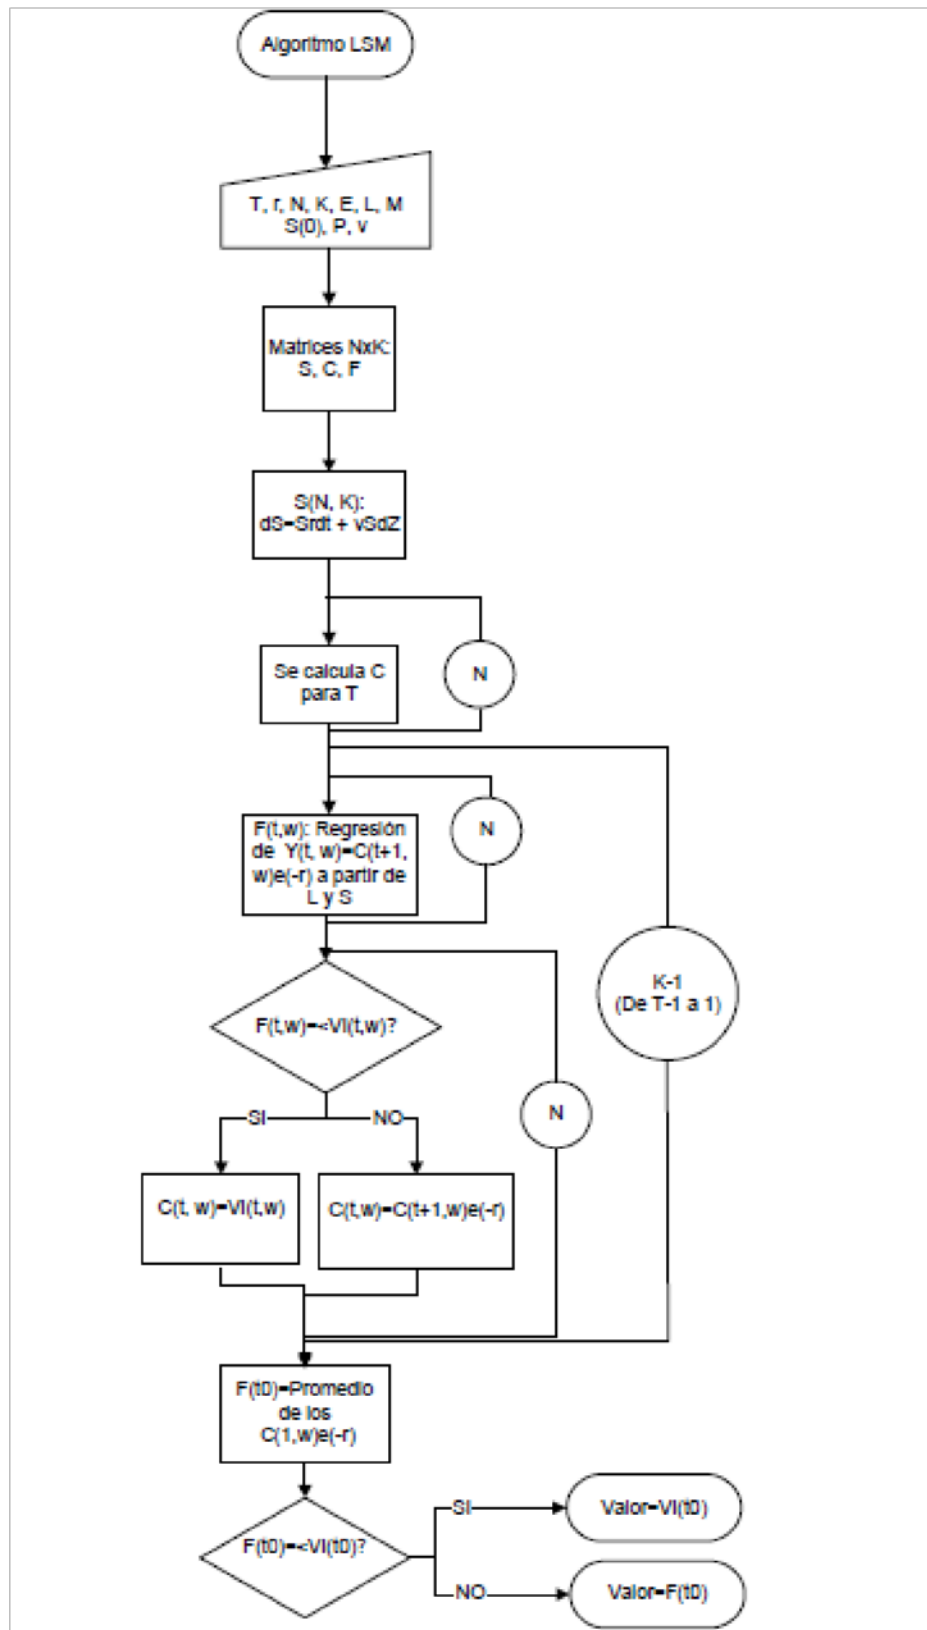 Algoritmo LSM
T, r, N, K, E, L, M
S(0), P, v
Matrices NxK:
S, C, F
S(N, K):
dS=Srdt + vSdZ
Se calcula C
para T
N
F(t,w): Regresión
de Y(t, w)=C(t+1,
w)e(-r) a partir de
L y S
N
K-1
(De T-1 a 1)
F(t,w)=<VI(t,w)?
N
SI
NO
C(t, w)=VI(t,w)
C(t,w)=C(t+1,w)e(-r)
F(t0)=Promedio
de los
C(1,w)e(-r)
F(t0)=<VI(t0)?
SI
Valor=VI(t0)
NO
Valor=F(t0)